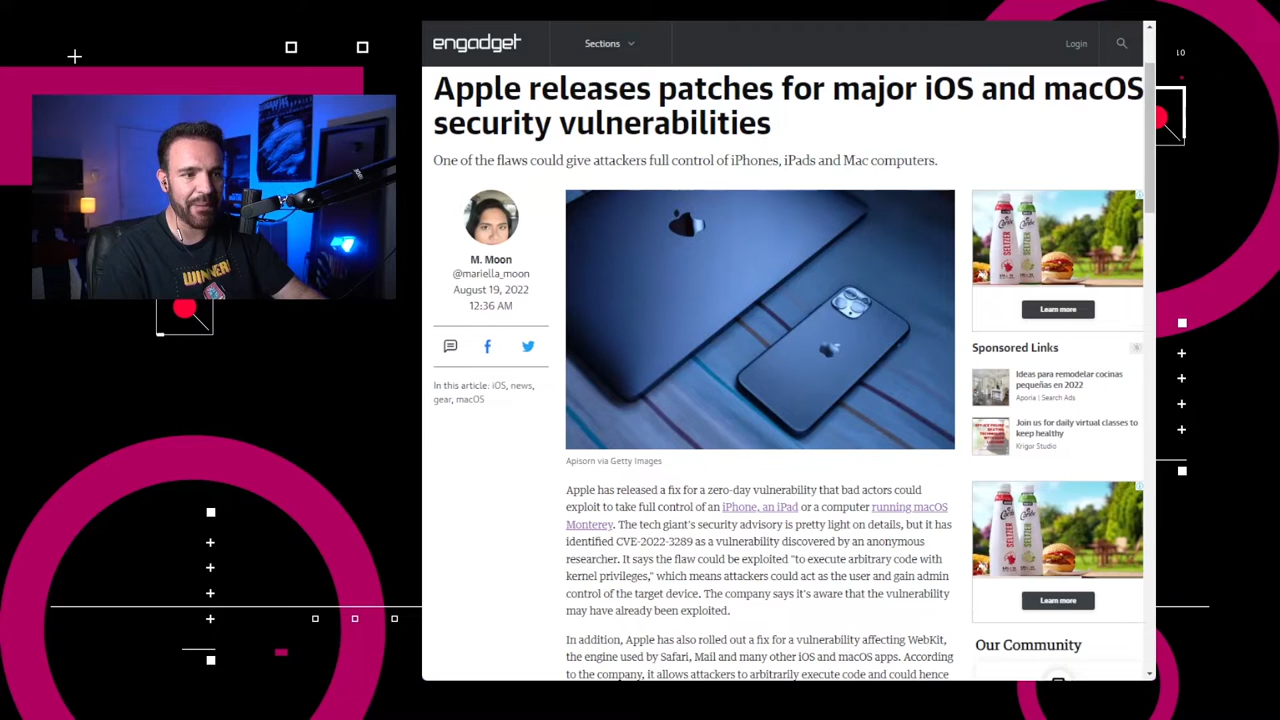 engadget
Sections
Login
Apple releases patches for major iOS and macOS
security vulnerabilities
One of the flaws could give attackers full control of iPhones, iPads and Mac computers.
M. Moon
@mariella_moon
August 19, 2022
12:36 AM
In this article: iOS, news,
gear, macOS
Apisorn via Getty Images
Apple has released a fix for a zero-day vulnerability that bad actors could
exploit to take full control of an iPhone, an iPad or a computer running macOS
Monterey. The tech giant's security advisory is pretty light on details, but it has
identified CVE-2022-3289 as a vulnerability discovered by an anonymous
researcher. It says the flaw could be exploited "to execute arbitrary code with
kernel privileges," which means attackers could act as the user and gain admin
control of the target device. The company says it's aware that the vulnerability
may have already been exploited.
In addition, Apple has also rolled out a fix for a vulnerability affecting WebKit,
the engine used by Safari, Mail and many other iOS and macOS apps. According
to the company, it allows attackers to arbitrarily execute code and could hence
SELTZER
SELTZER
Learn more
Sponsored Links
Ideas para remodelar cocinas
pequeñas en 2022
Aporia | Search Ads
Join us for daily virtual classes to
keep healthy
Krigor Studio
SELTZER
SELTZER
Learn more
Our Community
WINNER!